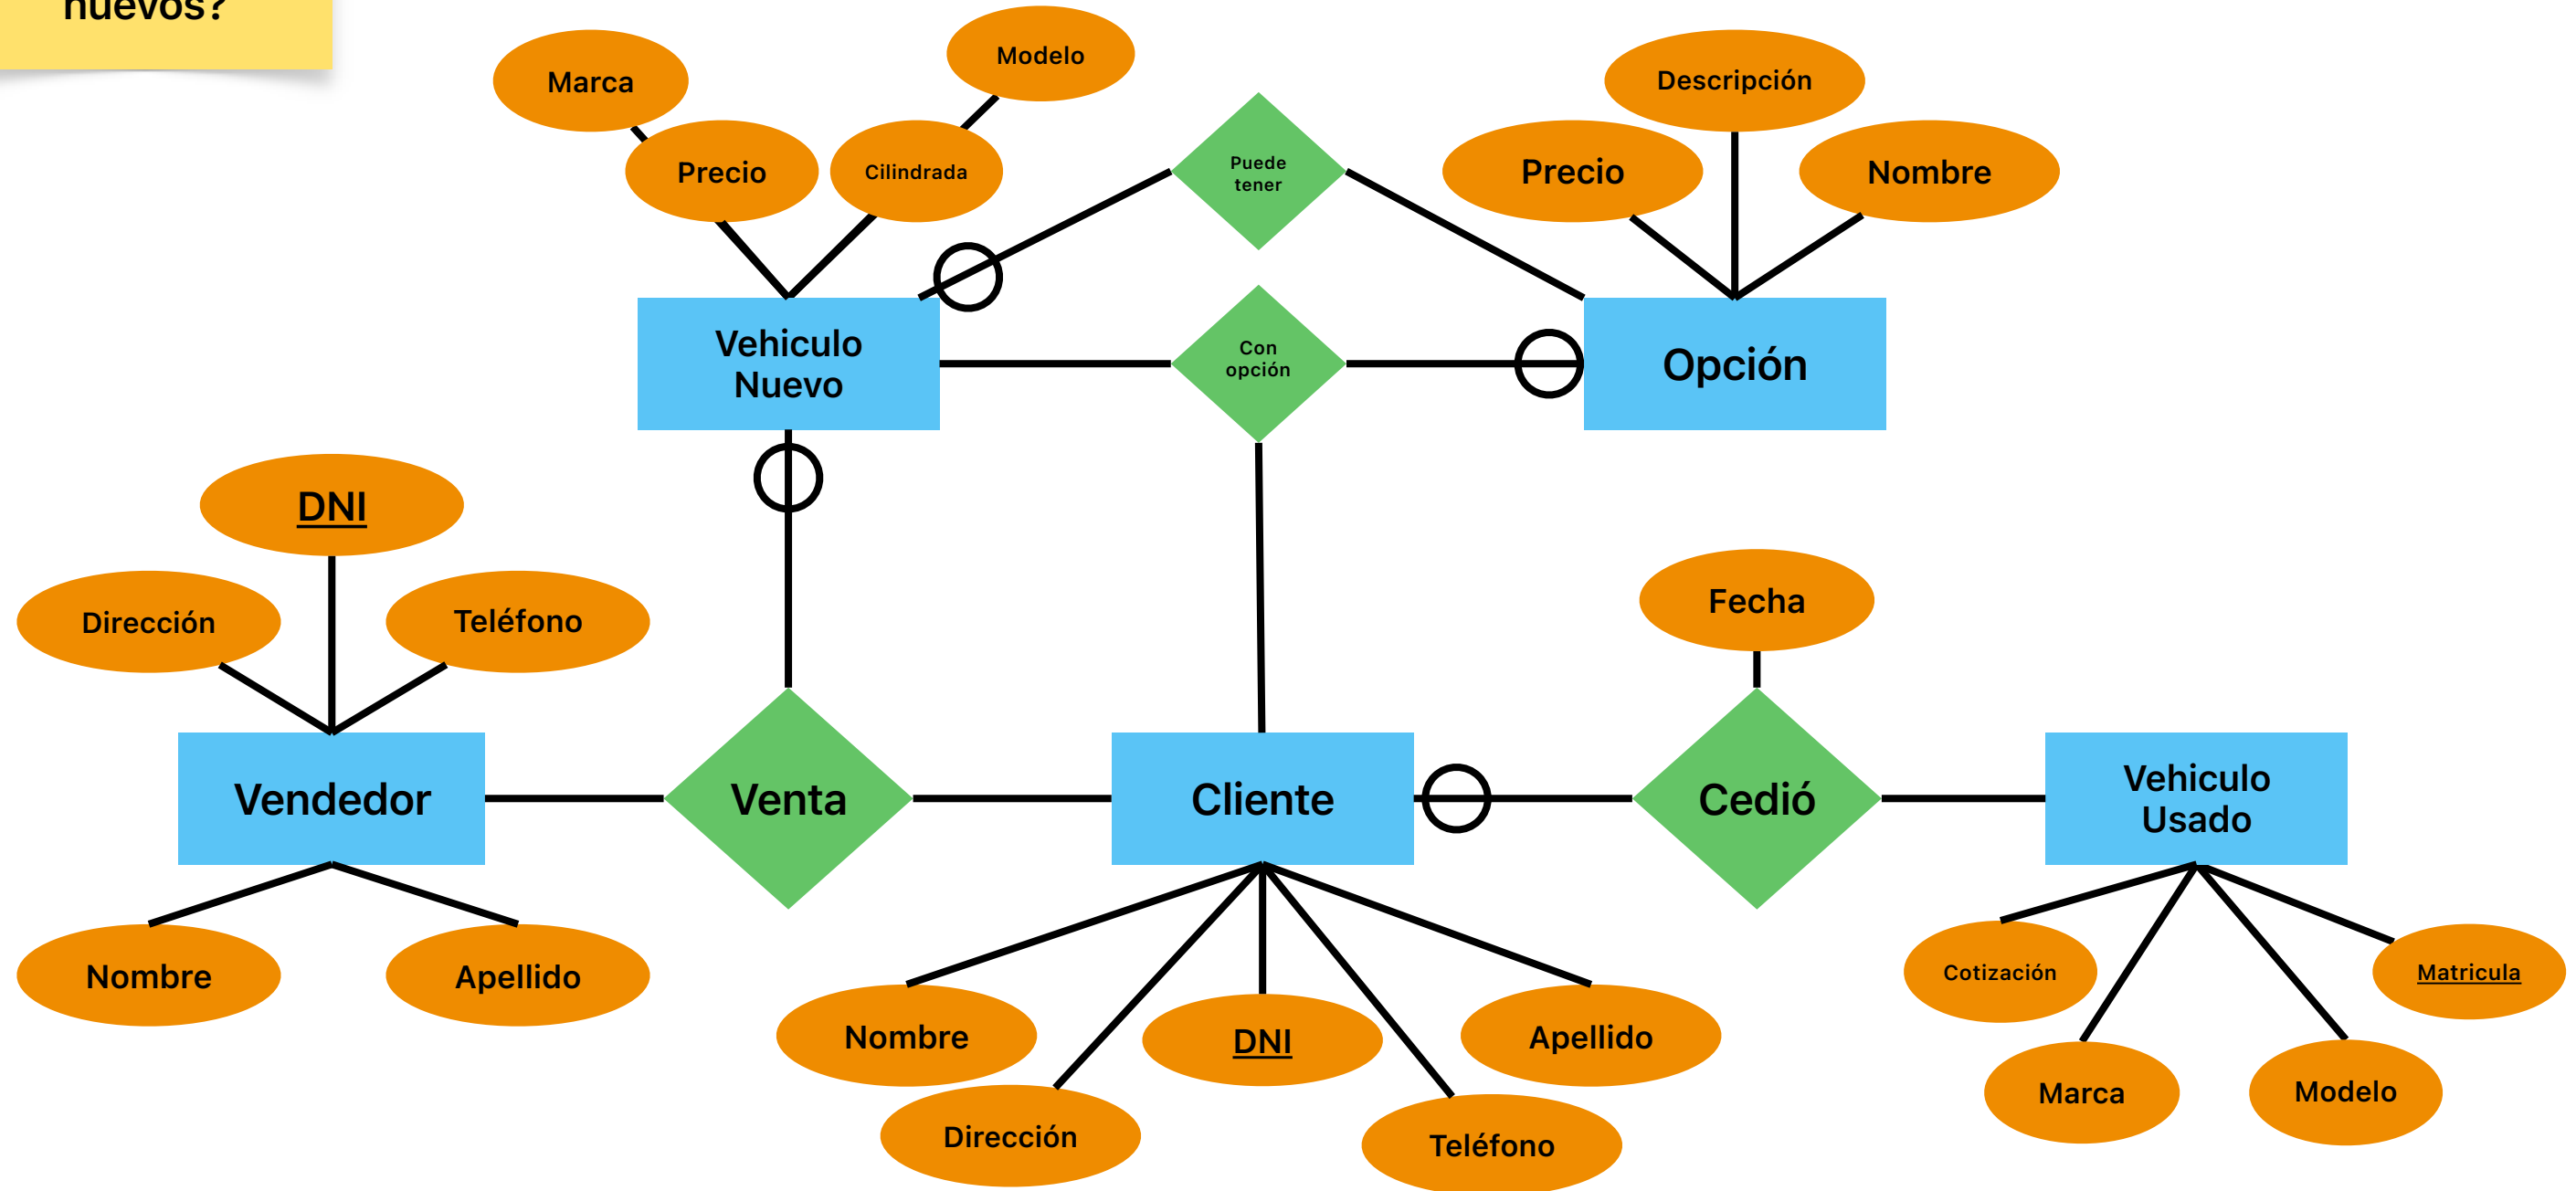 nuevos?
Modelo
Marca
Descripción
Precio
Cilindrada
Puede
tener
Precio
Nombre
Vehiculo
Nuevo
Con
opción
Opción
DNI
Dirección
Teléfono
Fecha
Vendedor
Venta
Cliente
Cedió
Vehiculo
Usado
Nombre
Apellido
Cotización
Matricula
Nombre
DNI
Apellido
Marca
Modelo
Dirección
Teléfono